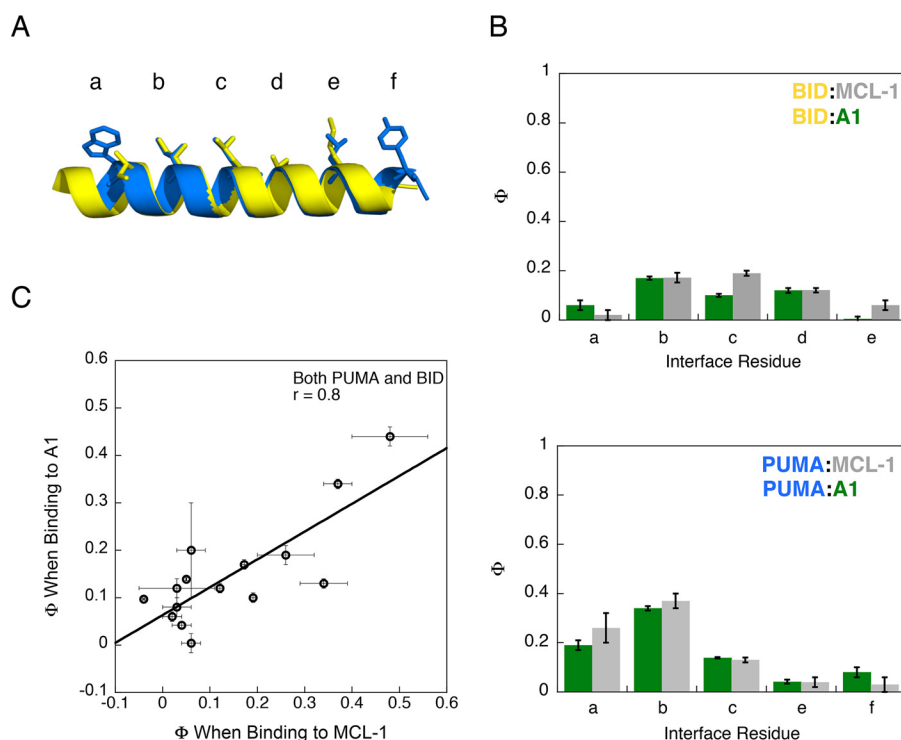 A
a b c d e f
B
1
0.8
0.6
0.4
0.2
0
Φ
BID:MCL-1
BID:A1
a b c d e
Interface Residue
C
0.6
0.5
0.4
0.3
0.2
0.1
0
-0.1
Φ When Binding to A1
Both PUMA and BID
r = 0.8
-0.1 0 0.1 0.2 0.3 0.4 0.5 0.6
Φ When Binding to MCL-1
1
0.8
0.6
0.4
0.2
0
Φ
PUMA:MCL-1
PUMA:A1
a b c e f
Interface Residue